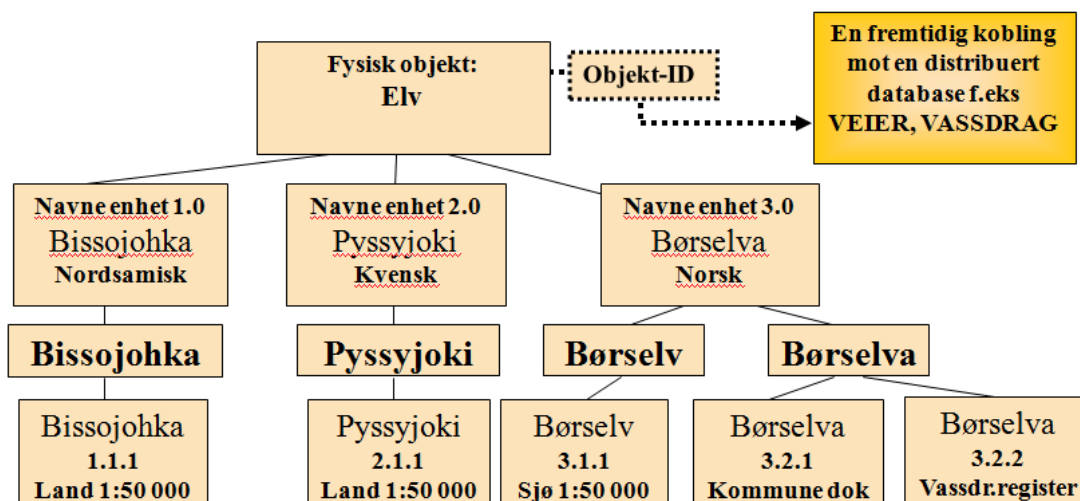 Fysisk objekt:
Elv
Objekt-ID
En fremtidig kobling
mot en distribuert
database f.eks
VEIER, VASSDRAG
Navne enhet 1.0
Bissojohka
Nordsamisk
Navne enhet 2.0
Pyssyjoki
Kvensk
Navne enhet 3.0
Børselva
Norsk
Bissojohka
Pyssyjoki
Børselv
Børselva
Bissojohka
1.1.1
Land 1:50 000
Pyssyjoki
2.1.1
Land 1:50 000
Børselv
3.1.1
Sjø 1:50 000
Børselva
3.2.1
Kommune dok
Børselva
3.2.2
Vassdr.register